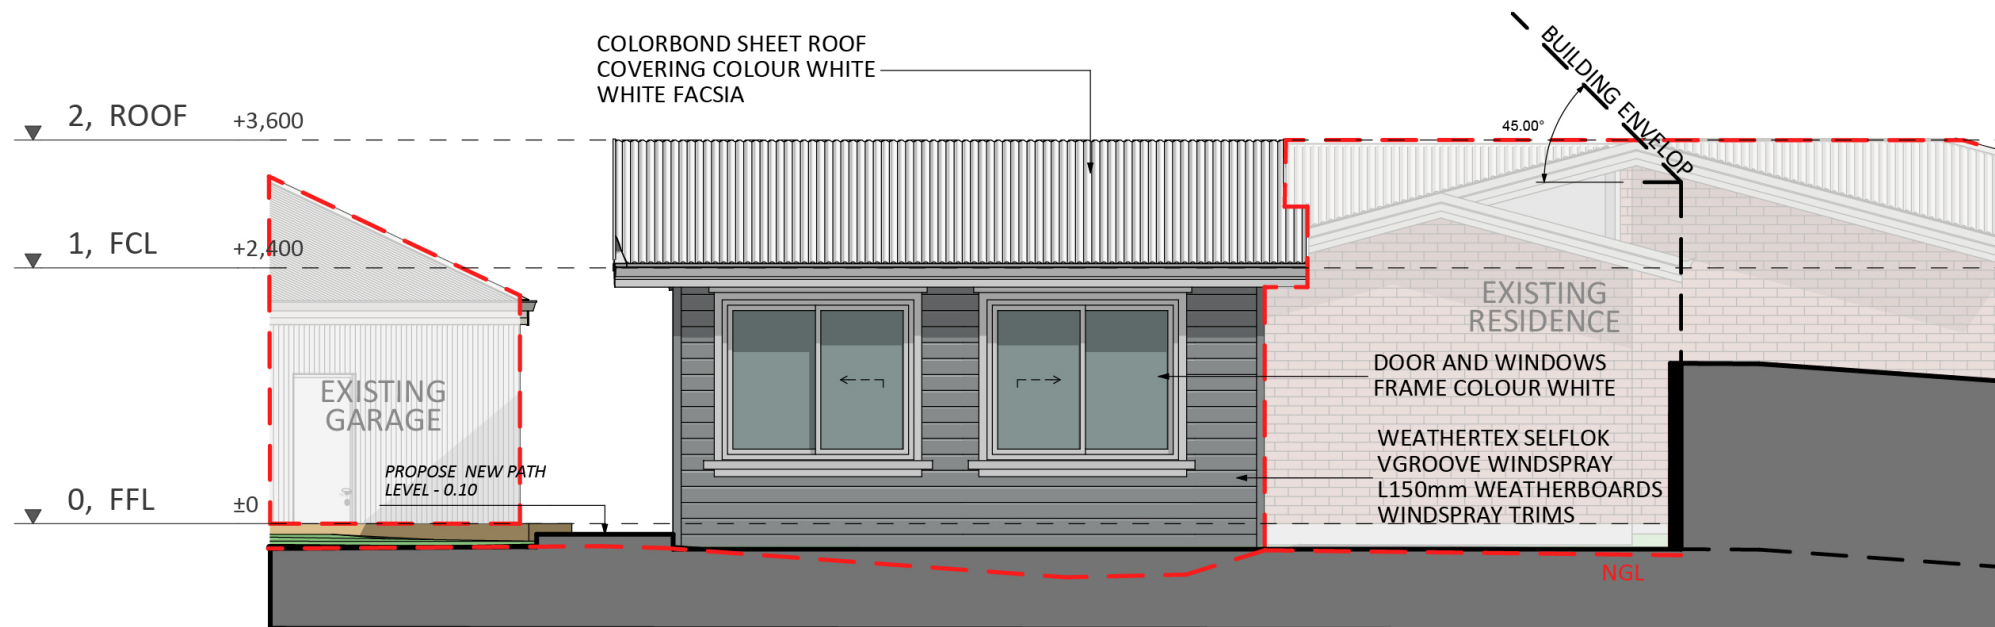 COLORBOND SHEET ROOF
COVERING COLOUR WHITE
WHITE FACSIA
BUILDING ENVELOP
45.00°
2, ROOF +3,600
1, FCL +2,400
EXISTING
RESIDENCE
DOOR AND WINDOWS
FRAME COLOUR WHITE
EXISTING
GARAGE
WEATHERTEX SELFLOK
VGROOVE WINDSPRAY
L150mm WEATHERBOARDS
WINDSPRAY TRIMS
PROPOSE NEW PATH
LEVEL - 0.10
0, FFL ±0
NGL